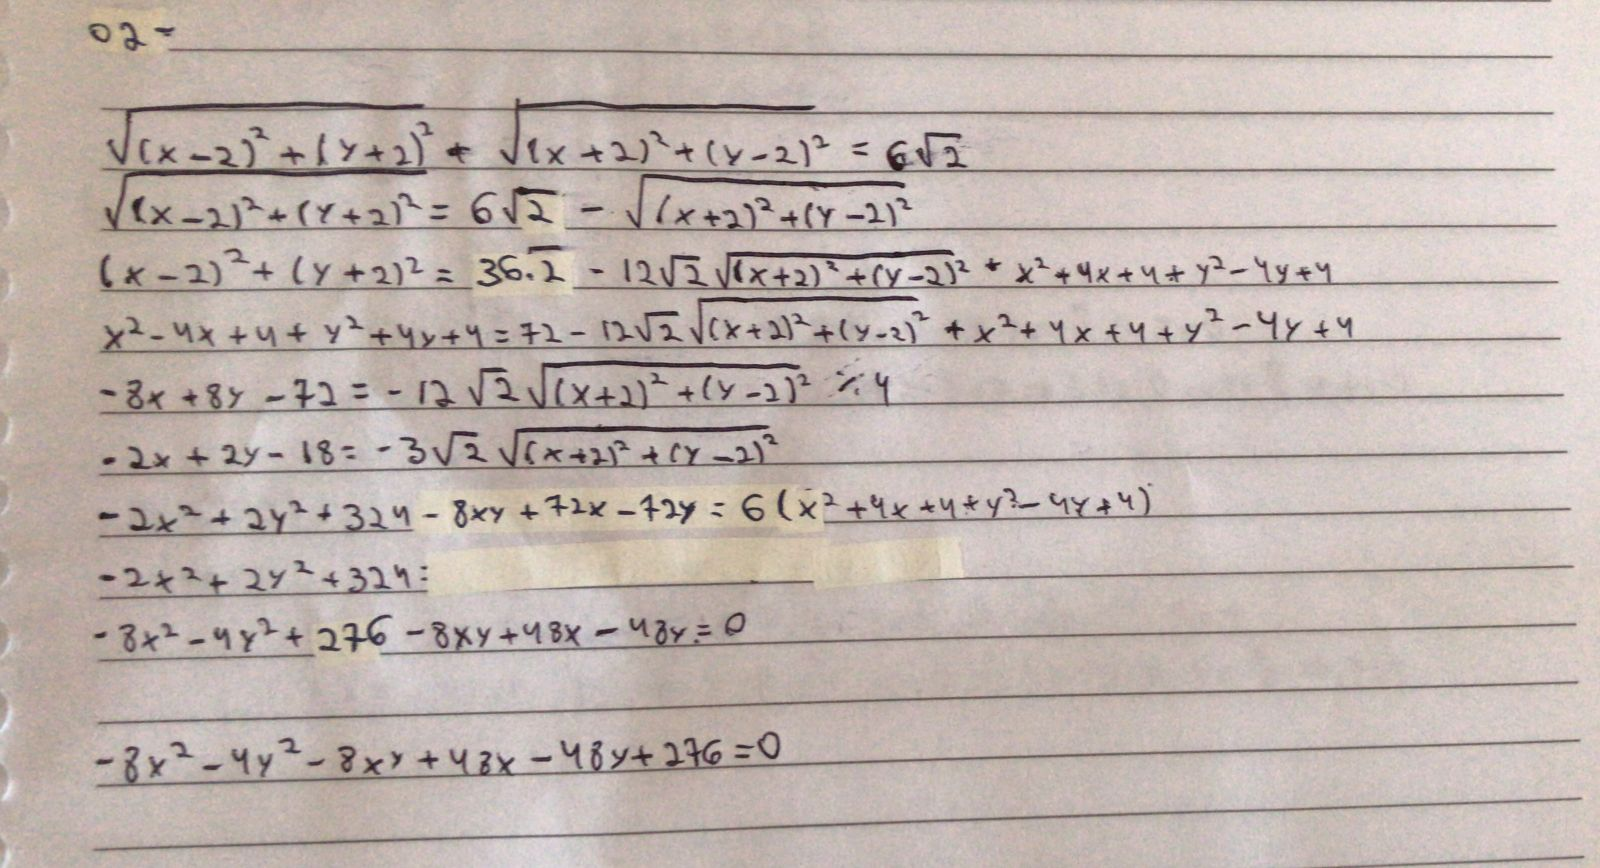 02-
√(x-2)²+(y+2)² + √(x+2)²+(y-2)² = 6√2
√(x-2)²+(y+2)² = 6√2 - √(x+2)²+(y-2)²
(x-2)²+(y+2)² = 36.2 - 12√2 √(x+2)²+(y-2)² + x²+4x+4+y²-4y+4
x²-4x+4+y²+4y+4=72-12√2 √(x+2)²+(y-2)² + x²+4x+4+y²-4y+4
-8x+8y-72=-12√2 √(x+2)²+(y-2)² ÷4
-2x+2y-18=-3√2 √(x+2)²+(y-2)²
-2x²+2y²+324-8xy+72x-72y=6(x²+4x+4+y²-4y+4)
-2x²+2y²+324=
-8x²-4y²+276-8xy+48x-48y=0
-8x²-4y²-8xy+48x-48y+276=0